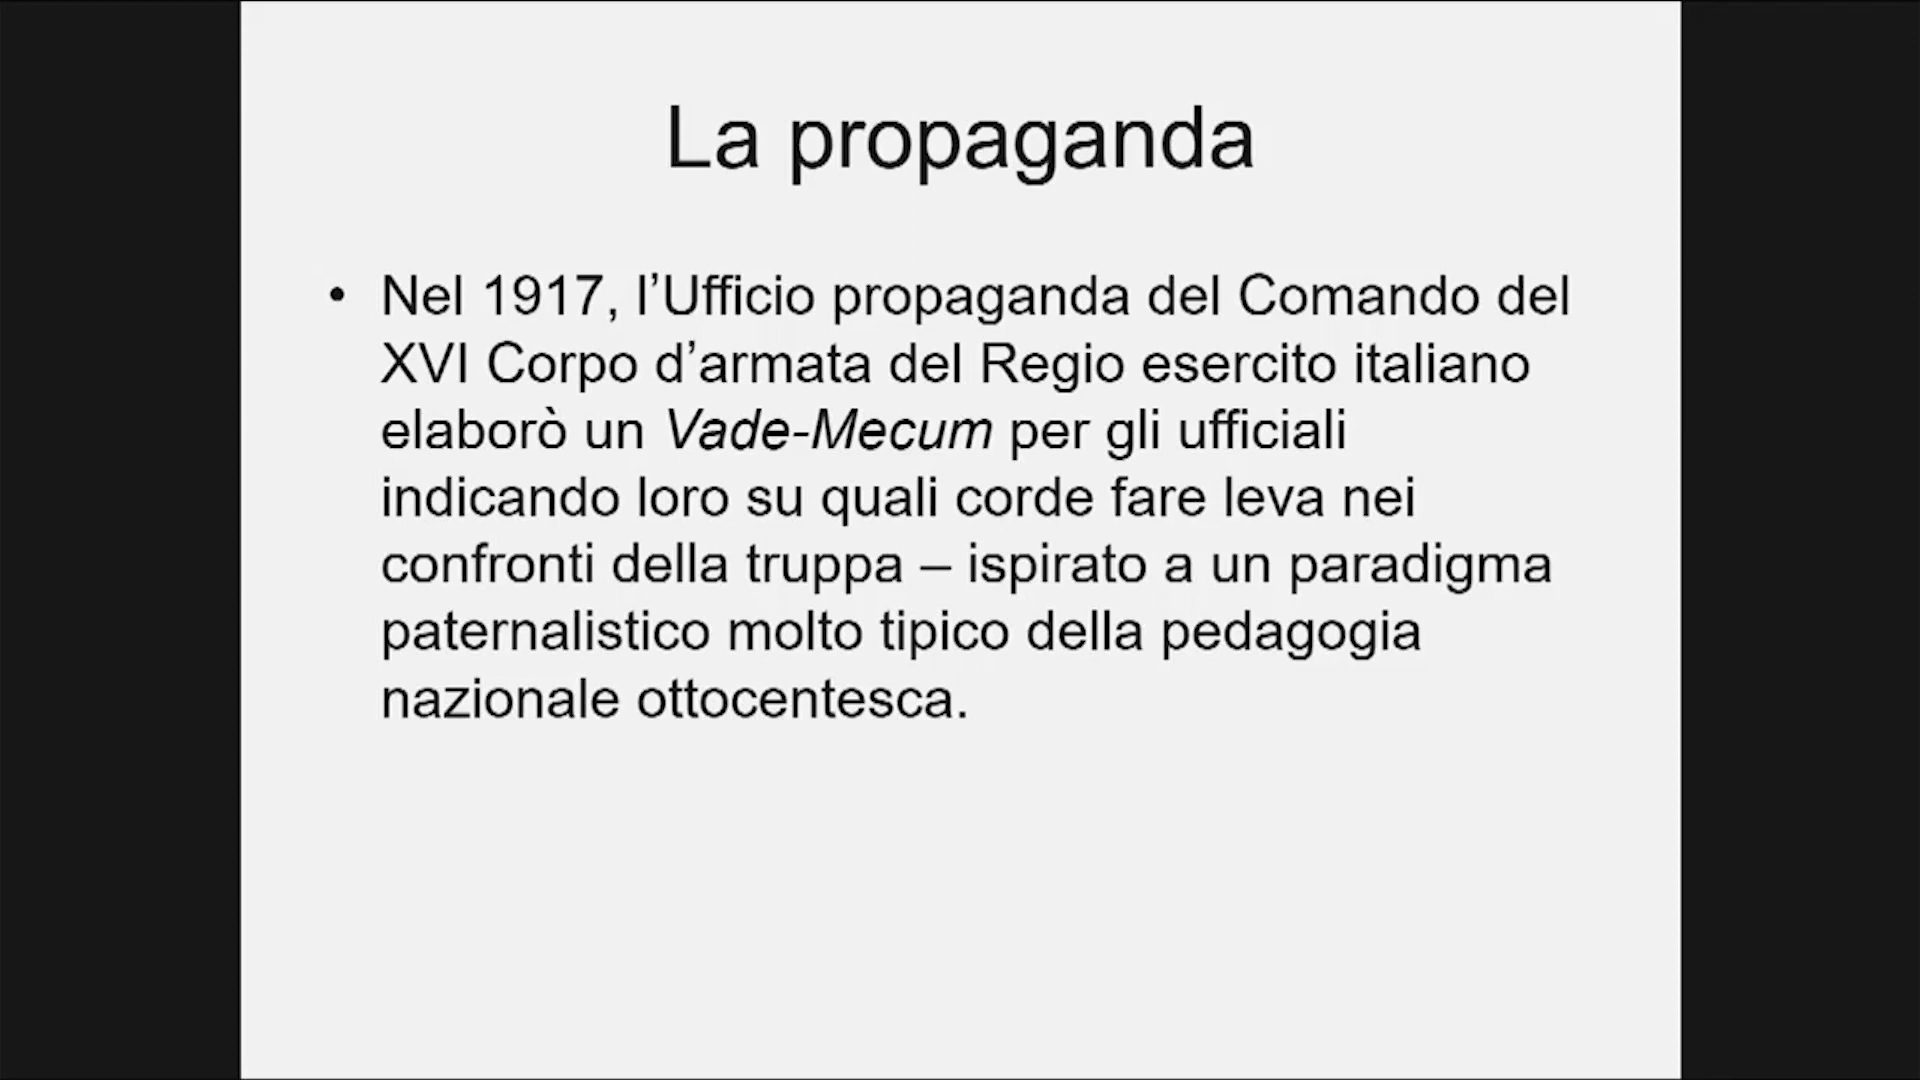 La propaganda
• Nel 1917, l’Ufficio propaganda del Comando del
XVI Corpo d’armata del Regio esercito italiano
elaborò un Vade-Mecum per gli ufficiali
indicando loro su quali corde fare leva nei
confronti della truppa – ispirato a un paradigma
paternalistico molto tipico della pedagogia
nazionale ottocentesca.